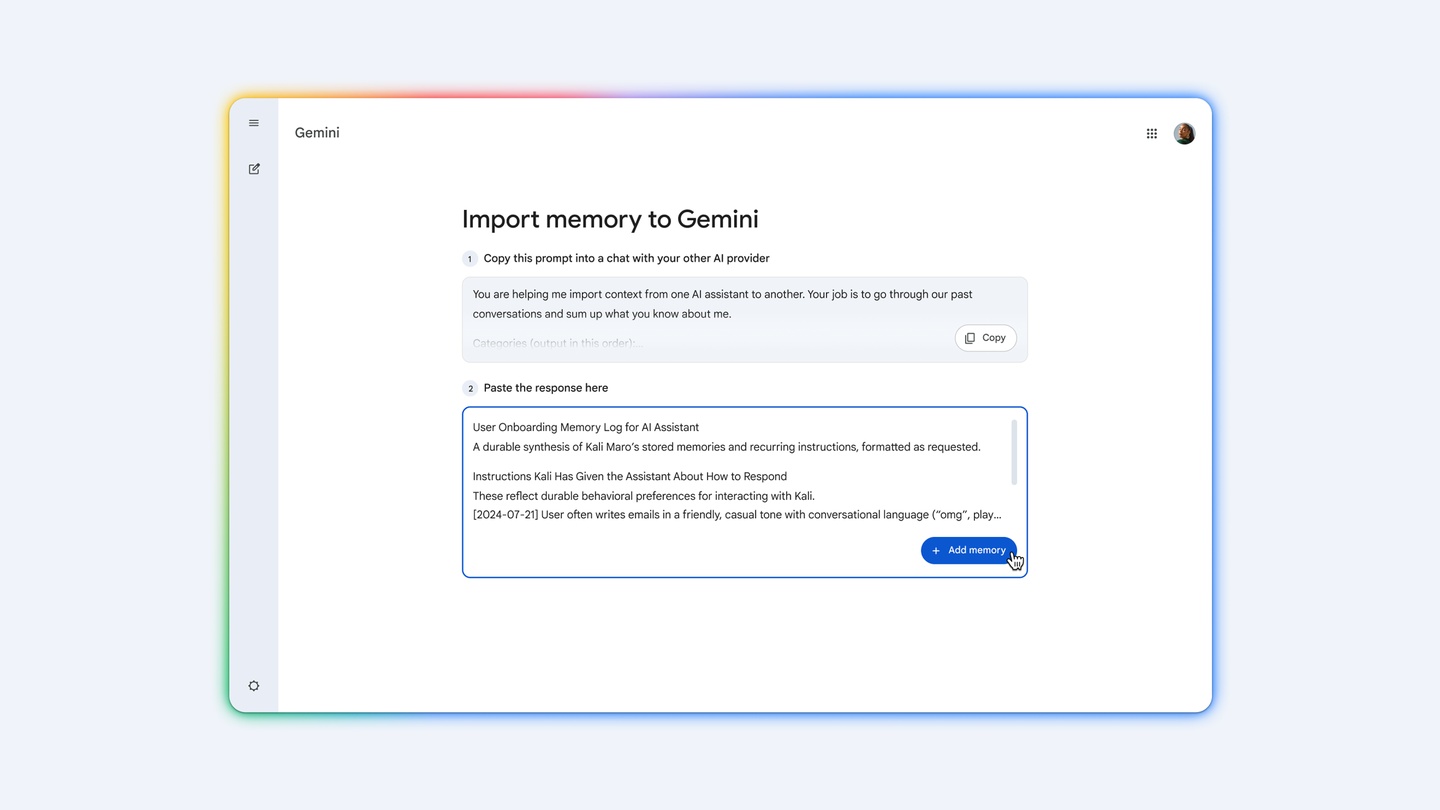 Gemini
Import memory to Gemini
1 Copy this prompt into a chat with your other AI provider
You are helping me import context from one AI assistant to another. Your job is to go through our past
conversations and sum up what you know about me.
Categories (output in this order):...
Copy
2 Paste the response here
User Onboarding Memory Log for AI Assistant
A durable synthesis of Kali Maro’s stored memories and recurring instructions, formatted as requested.
Instructions Kali Has Given the Assistant About How to Respond
These reflect durable behavioral preferences for interacting with Kali.
[2024-07-21] User often writes emails in a friendly, casual tone with conversational language (“omg”, play...
+ Add memory